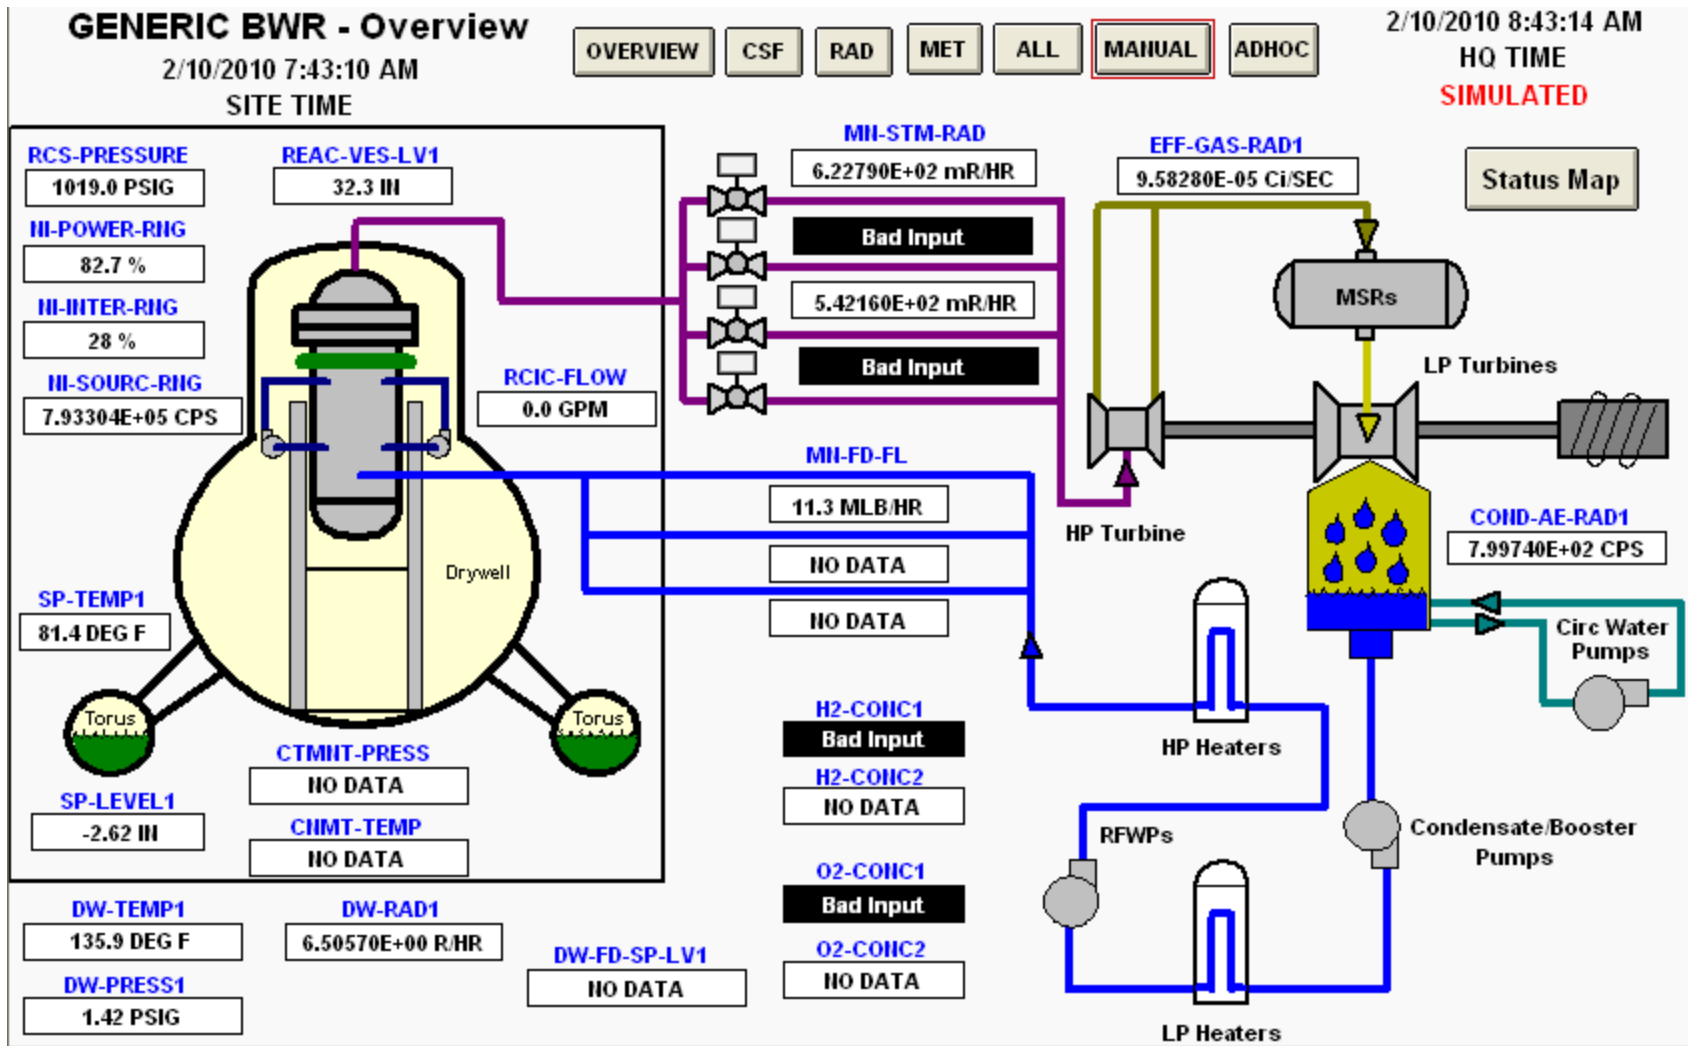 GENERIC BWR - Overview
2/10/2010 7:43:10 AM
SITE TIME
OVERVIEW
CSF
RAD
MET
ALL
MANUAL
ADHOC
2/10/2010 8:43:14 AM
HQ TIME
SIMULATED
Status Map
RCS-PRESSURE
1019.0 PSIG
REAC-VES-LV1
32.3 IN
NI-POWER-RNG
82.7 %
NI-INTER-RNG
28 %
NI-SOURC-RNG
7.93304E+05 CPS
RCIC-FLOW
0.0 GPM
Drywell
SP-TEMP1
81.4 DEG F
Torus
Torus
CTMNT-PRESS
NO DATA
SP-LEVEL1
-2.62 IN
CNMT-TEMP
NO DATA
DW-TEMP1
135.9 DEG F
DW-RAD1
6.50570E+00 R/HR
DW-PRESS1
1.42 PSIG
DW-FD-SP-LV1
NO DATA
MN-STM-RAD
6.22790E+02 mR/HR
Bad Input
5.42160E+02 mR/HR
Bad Input
MN-FD-FL
11.3 MLB/HR
NO DATA
NO DATA
H2-CONC1
Bad Input
H2-CONC2
NO DATA
O2-CONC1
Bad Input
O2-CONC2
NO DATA
EFF-GAS-RAD1
9.58280E-05 Ci/SEC
MSRs
LP Turbines
HP Turbine
COND-AE-RAD1
7.99740E+02 CPS
Circ Water
Pumps
HP Heaters
RFWPs
Condensate/Booster
Pumps
LP Heaters